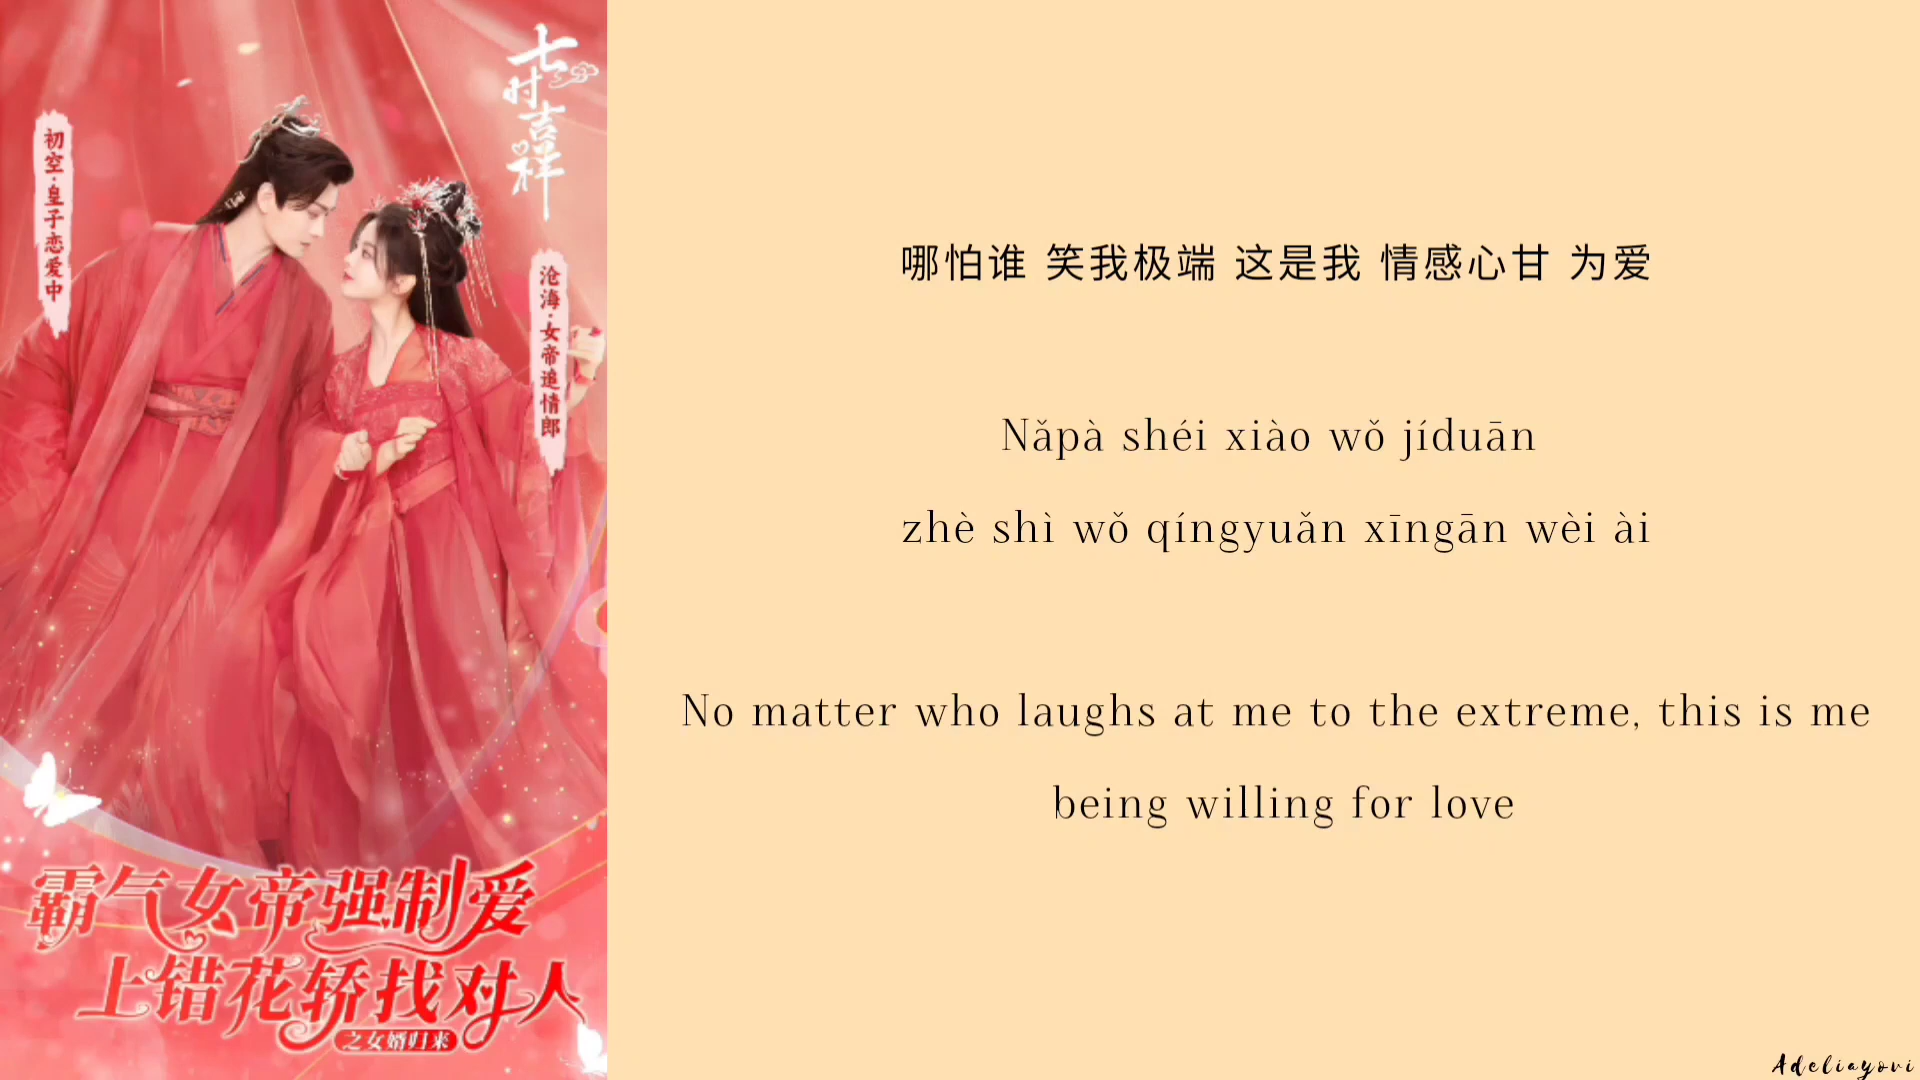 七时吉祥
初空·皇子恋爱中
沧海·女帝追情郎
霸气女帝强制爱
上错花轿找对人
之女婿归来
哪怕谁 笑我极端 这是我 情感心甘 为爱
Nǎpà shéi xiào wǒ jíduān
zhè shì wǒ qíngyuǎn xīngān wèi ài
No matter who laughs at me to the extreme, this is me
being willing for love
Adeliayovi